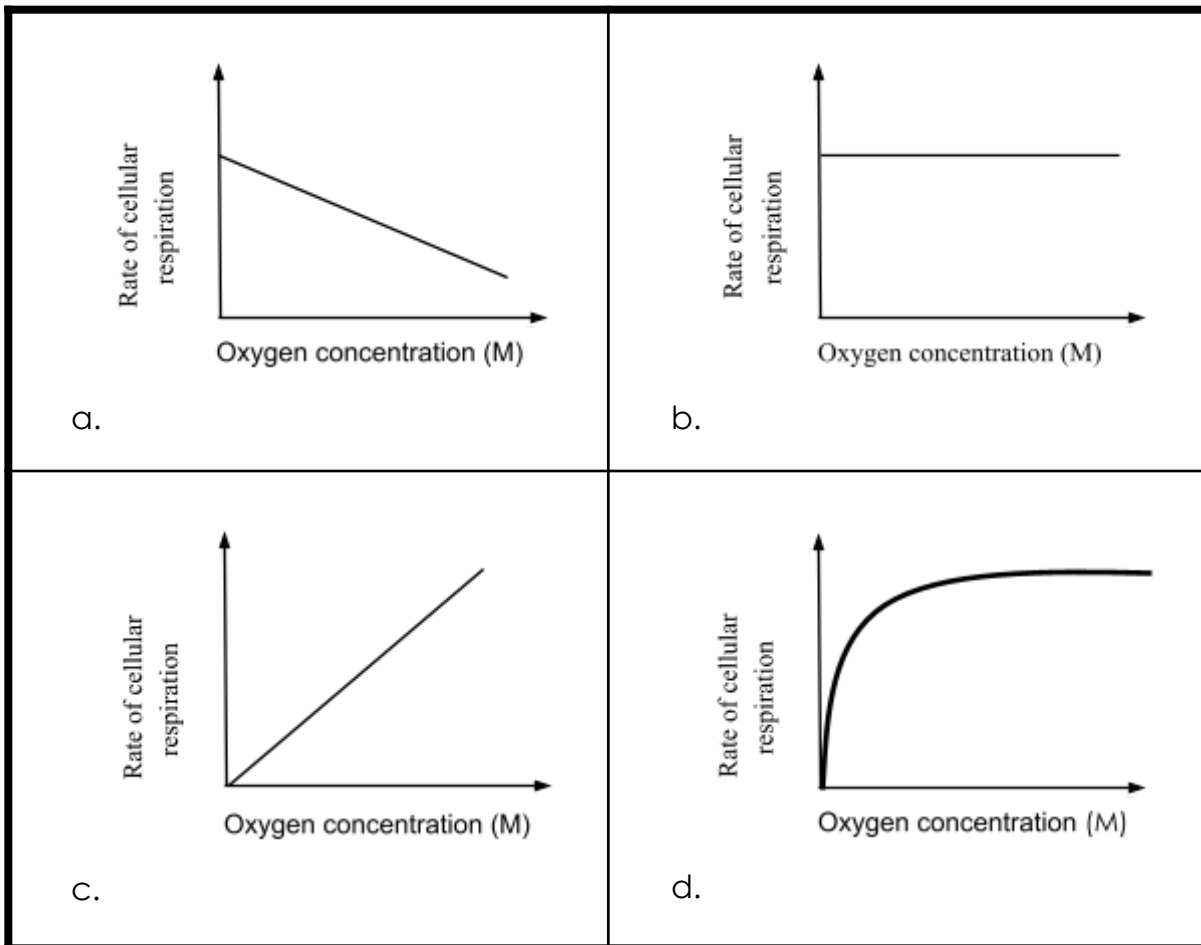 Rate of cellular
respiration
Oxygen concentration (M)
a.
Rate of cellular
respiration
Oxygen concentration (M)
b.
Rate of cellular
respiration
Oxygen concentration (M)
c.
Rate of cellular
respiration
Oxygen concentration (M)
d.